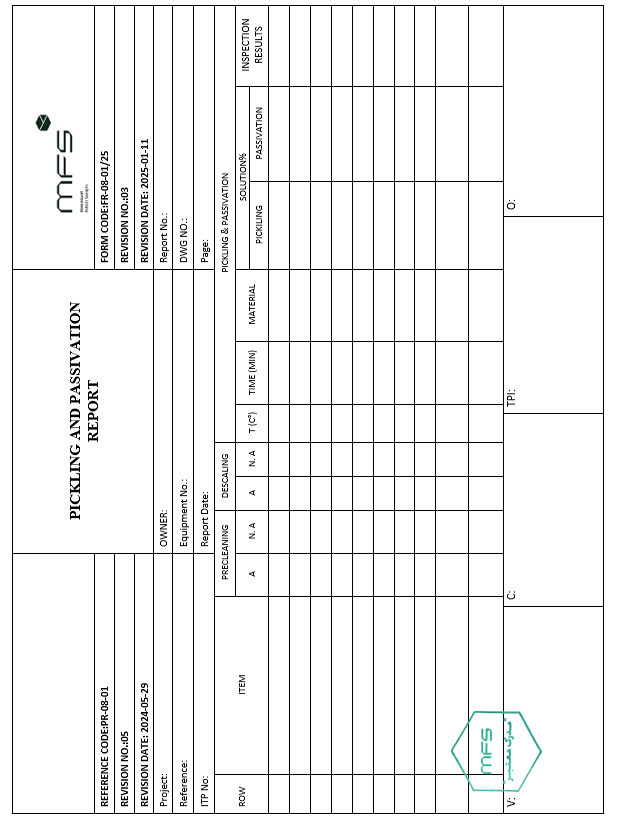 MFS
PICKLING AND PASSIVATION
REPORT
REFERENCE CODE:PR-08-01
FORM CODE:FR-08-01/25
REVISION NO.:05
REVISION NO.:03
REVISION DATE: 2024-05-29
REVISION DATE: 2025-01-11
Project:
OWNER:
Report No.:
Reference:
Equipment No.:
DWG NO.:
ITP No:
Report Date:
Page:
ROW
ITEM
PRECLEANING
DESCALING
PICKLING & PASSIVATION
A
N. A
A
N. A
T (C°)
TIME (MIN)
MATERIAL
SOLUTION%
PICKILING
PASSIVATION
INSPECTION
RESULTS
V:
C:
TPI:
O:
MFS
مدرک معتبر